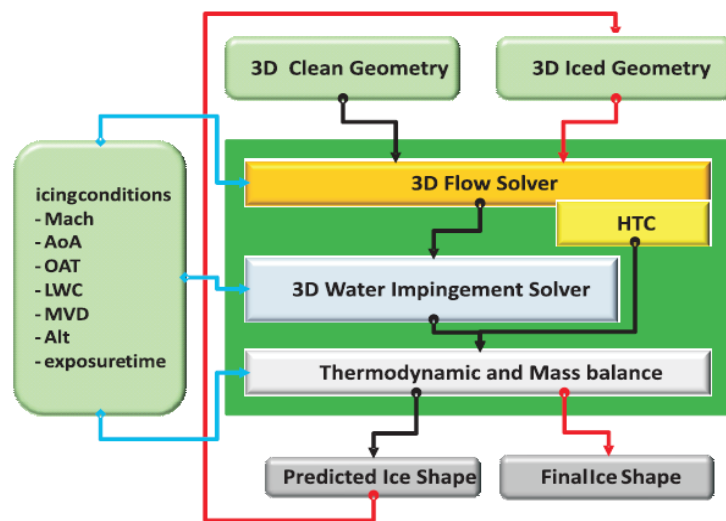 3D Clean Geometry
3D Iced Geometry
icingconditions
- Mach
- AoA
- OAT
- LWC
- MVD
- Alt
- exposuretime
3D Flow Solver
HTC
3D Water Impingement Solver
Thermodynamic and Mass balance
Predicted Ice Shape
FinalIce Shape